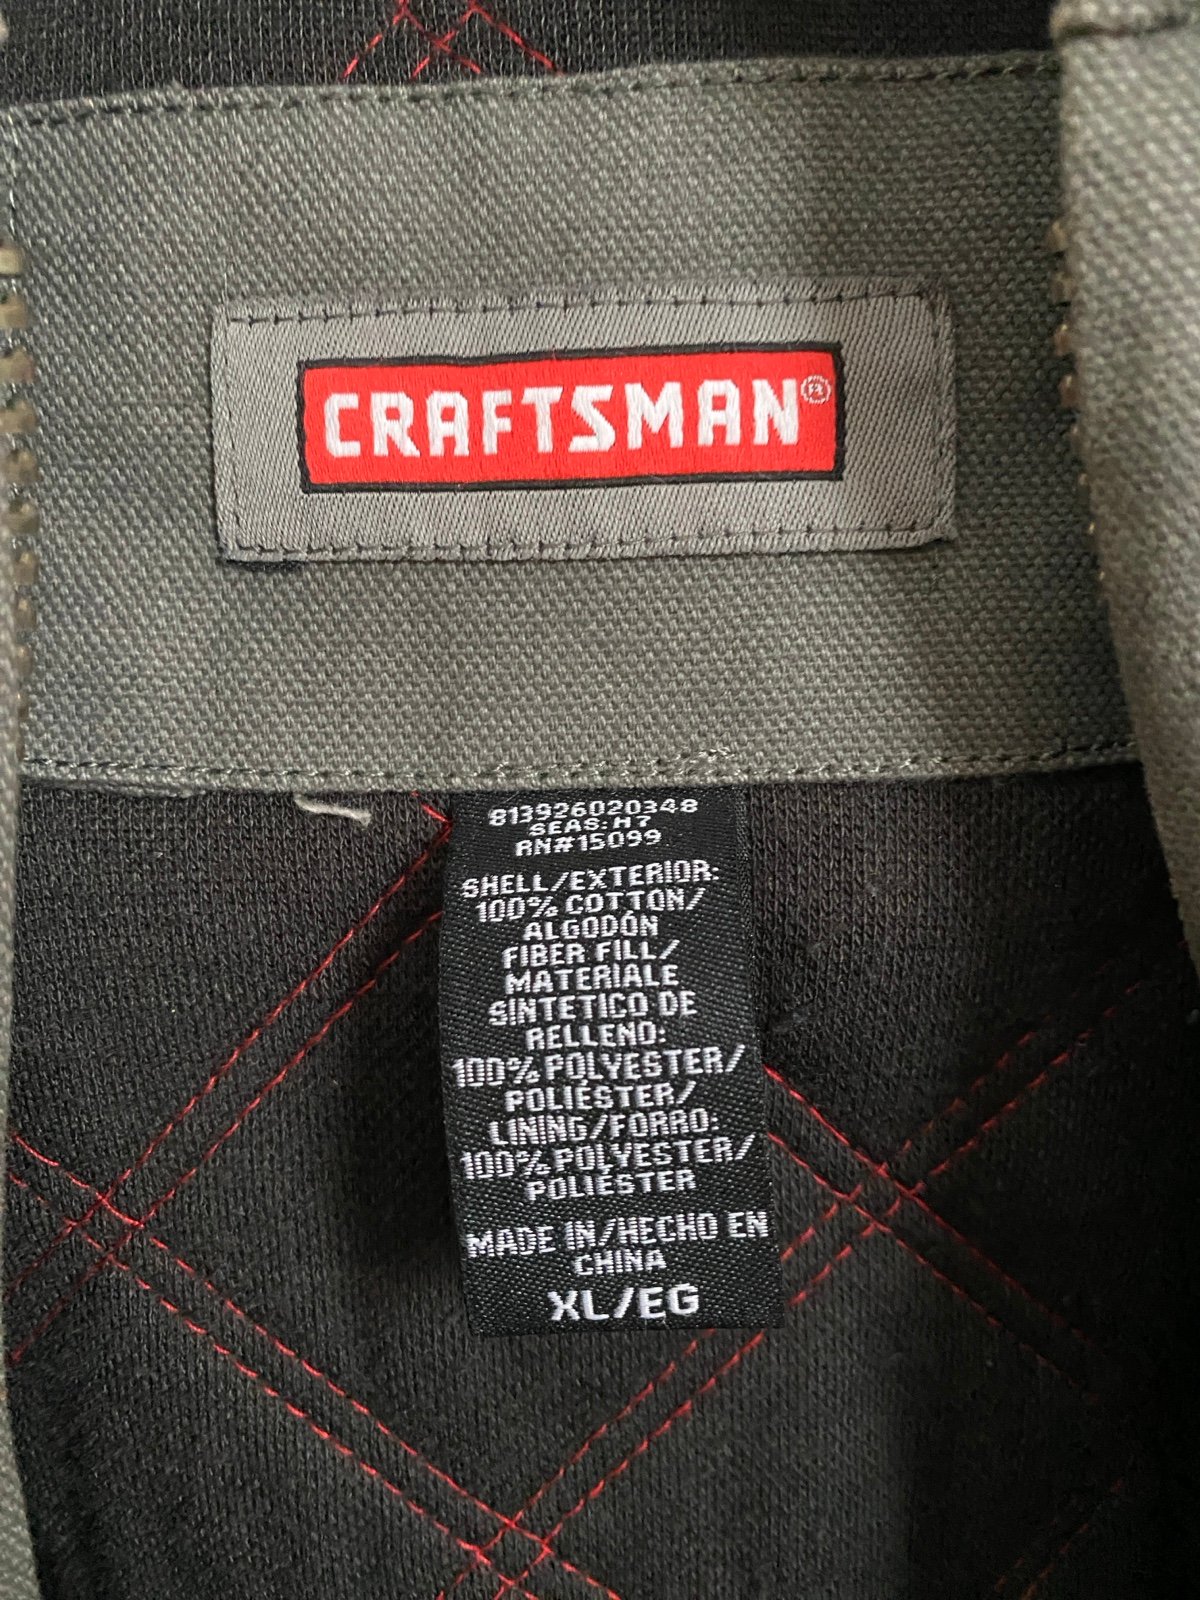 CRAFTSMAN®
813926020348
SEAS: H7
RN#15099
SHELL/EXTERIOR:
100% COTTON/
ALGODÓN
FIBER FILL/
MATERIALE
SINTETICO DE
RELLENO:
100% POLYESTER/
POLIÉSTER/
LINING/FORRO:
100% POLYESTER/
POLIÉSTER
MADE IN/HECHO EN
CHINA
XL/EG